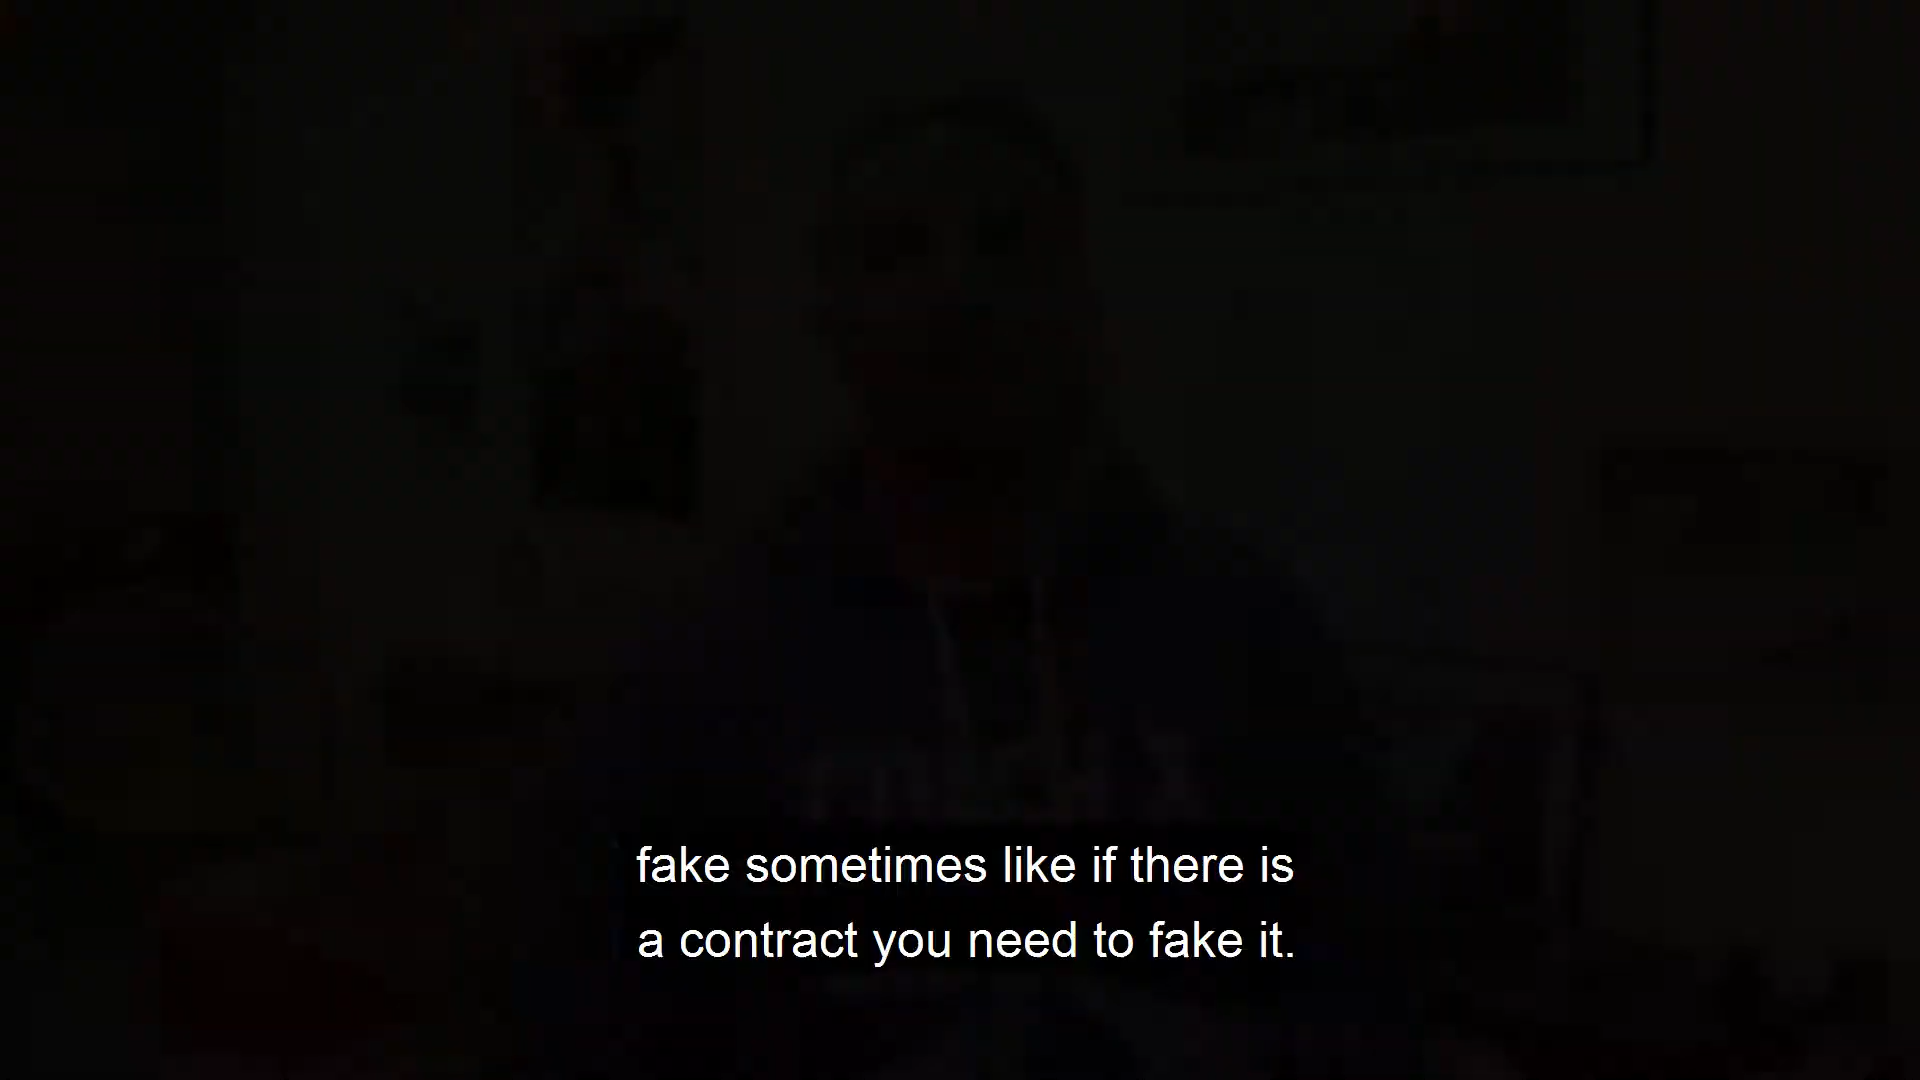 fake sometimes like if there is
a contract you need to fake it.